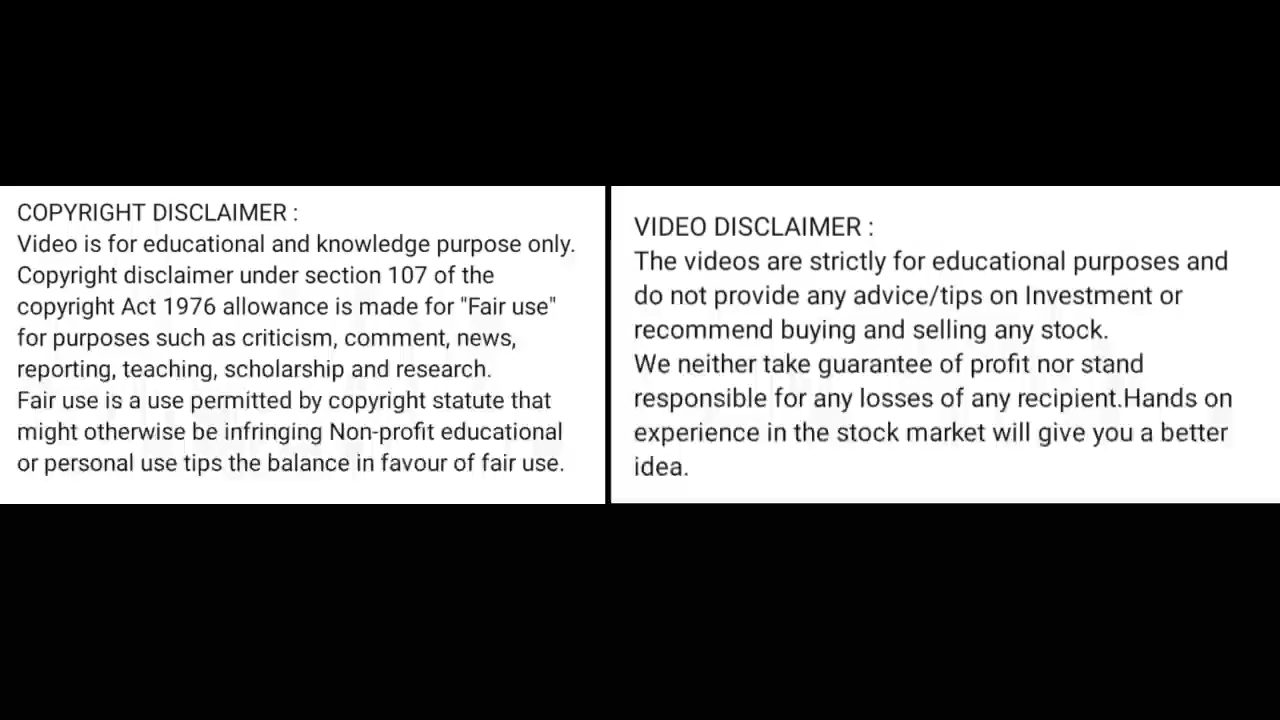 COPYRIGHT DISCLAIMER :
Video is for educational and knowledge purpose only.
Copyright disclaimer under section 107 of the
copyright Act 1976 allowance is made for "Fair use"
for purposes such as criticism, comment, news,
reporting, teaching, scholarship and research.
Fair use is a use permitted by copyright statute that
might otherwise be infringing Non-profit educational
or personal use tips the balance in favour of fair use.
VIDEO DISCLAIMER :
The videos are strictly for educational purposes and
do not provide any advice/tips on Investment or
recommend buying and selling any stock.
We neither take guarantee of profit nor stand
responsible for any losses of any recipient.Hands on
experience in the stock market will give you a better
idea.